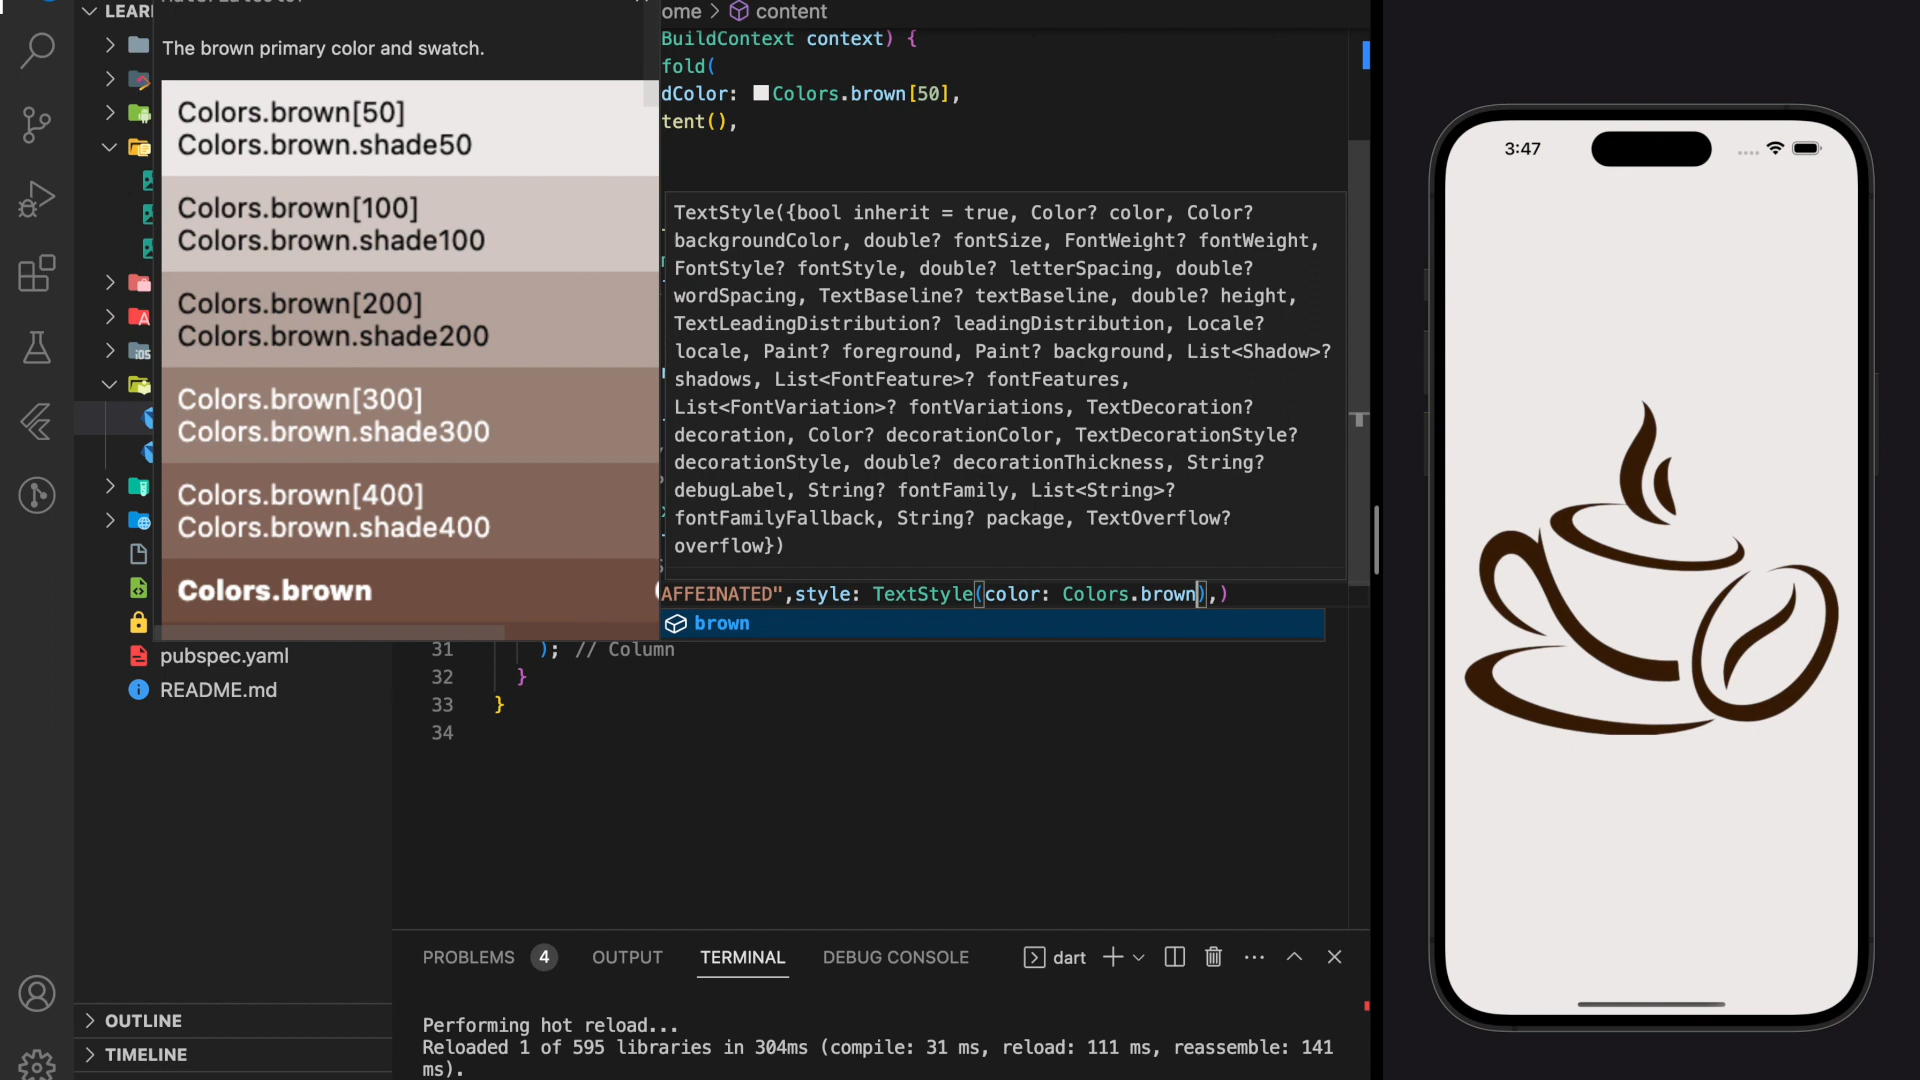 LEARI
The brown primary color and swatch.
Colors.brown[50]
Colors.brown.shade50
Colors.brown[100]
Colors.brown.shade100
Colors.brown[200]
Colors.brown.shade200
Colors.brown[300]
Colors.brown.shade300
Colors.brown[400]
Colors.brown.shade400
Colors.brown
iOS
pubspec.yaml
README.md
OUTLINE
TIMELINE
ome > content
BuildContext context) {
fold(
dColor: Colors.brown[50],
tent(),
TextStyle({bool inherit = true, Color? color, Color?
backgroundColor, double? fontSize, FontWeight? fontWeight,
FontStyle? fontStyle, double? letterSpacing, double?
wordSpacing, TextBaseline? textBaseline, double? height,
TextLeadingDistribution? leadingDistribution, Locale?
locale, Paint? foreground, Paint? background, List<Shadow>?
shadows, List<FontFeature>? fontFeatures,
List<FontVariation>? fontVariations, TextDecoration?
decoration, Color? decorationColor, TextDecorationStyle?
decorationStyle, double? decorationThickness, String?
debugLabel, String? fontFamily, List<String>?
fontFamilyFallback, String? package, TextOverflow?
overflow})
AFFEINATED",style: TextStyle(color: Colors.brown),)
brown
31 ); // Column
32 }
33 }
34
PROBLEMS 4 OUTPUT TERMINAL DEBUG CONSOLE dart
Performing hot reload...
Reloaded 1 of 595 libraries in 304ms (compile: 31 ms, reload: 111 ms, reassemble: 141
ms).
3:47